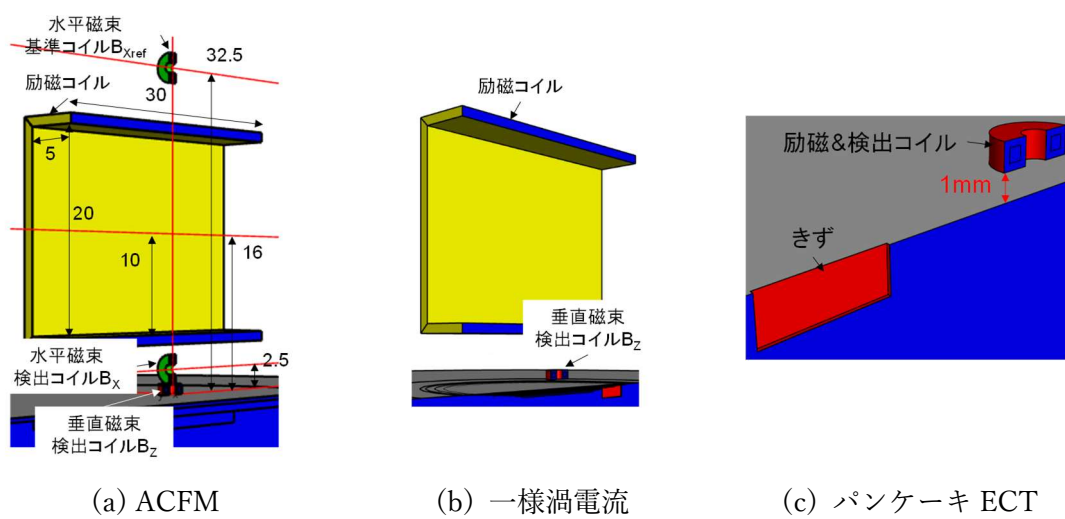 水平磁束
基準コイルB_Xref
32.5
励磁コイル
30
5
20
10
16
水平磁束
検出コイルB_X
2.5
垂直磁束
検出コイルB_Z
(a) ACFM
励磁コイル
垂直磁束
検出コイルB_Z
(b) 一様渦電流
励磁&検出コイル
1mm
きず
(c) パンケーキ ECT